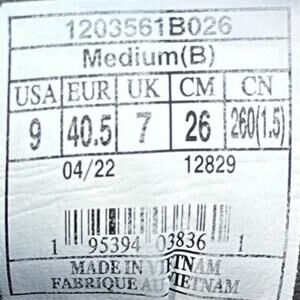 1203561B026
Medium(B)
USA EUR UK CM CN
9 40.5 7 26 260(1.5)
04/22 12829
1 95394 03836 1
MADE IN VIETNAM
FABRIQUE AU VIETNAM